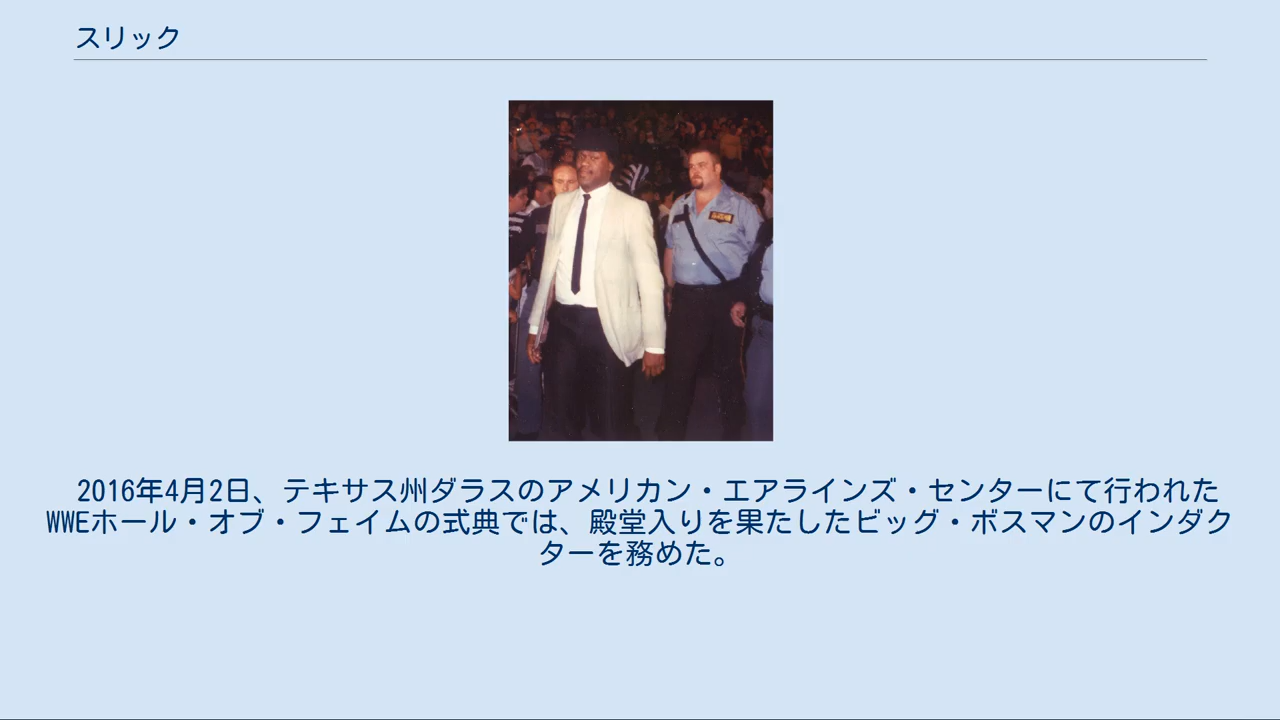 スリック
2016年4月2日、テキサス州ダラスのアメリカン・エアラインズ・センターにて行われた
WWEホール・オブ・フェイムの式典では、殿堂入りを果たしたビッグ・ボスマンのインダク
ターを務めた。